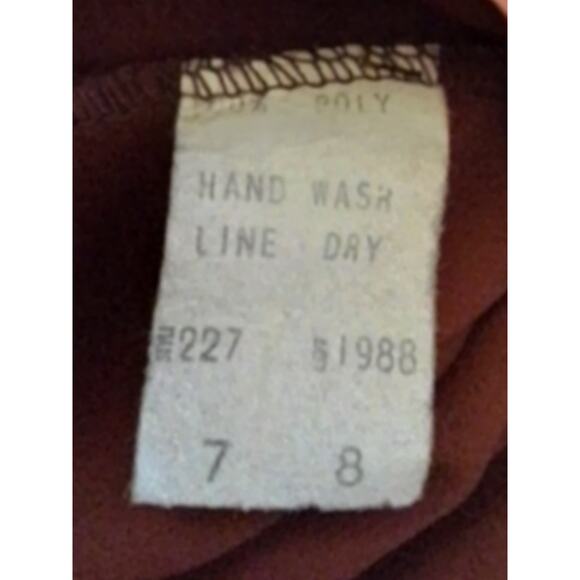 POLY
HAND WASH
LINE DRY
227 1988
7 8